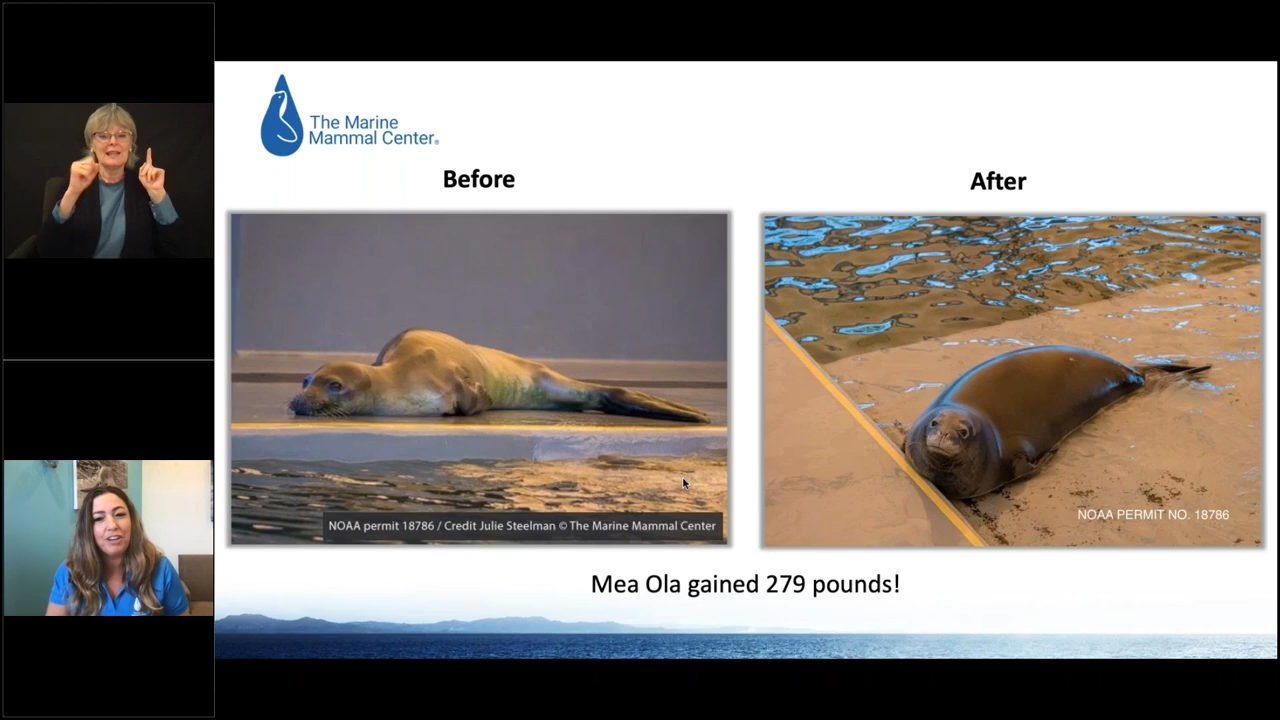 The Marine
Mammal Center®
Before
After
NOAA permit 18786 / Credit Julie Steelman © The Marine Mammal Center
NOAA PERMIT NO. 18786
Mea Ola gained 279 pounds!